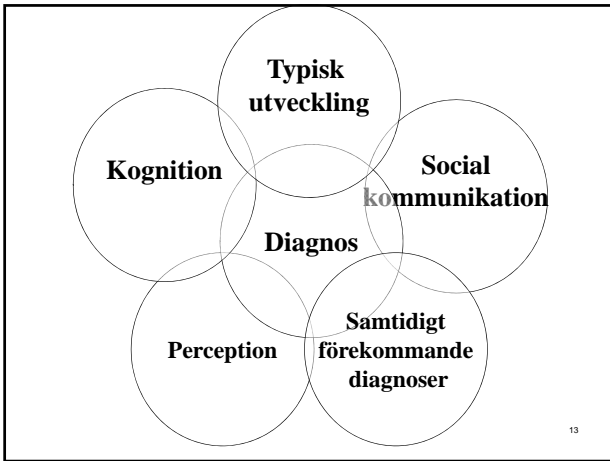 Typisk
utveckling
Kognition
Social
kommunikation
Diagnos
Perception
Samtidigt
förekommande
diagnoser
13